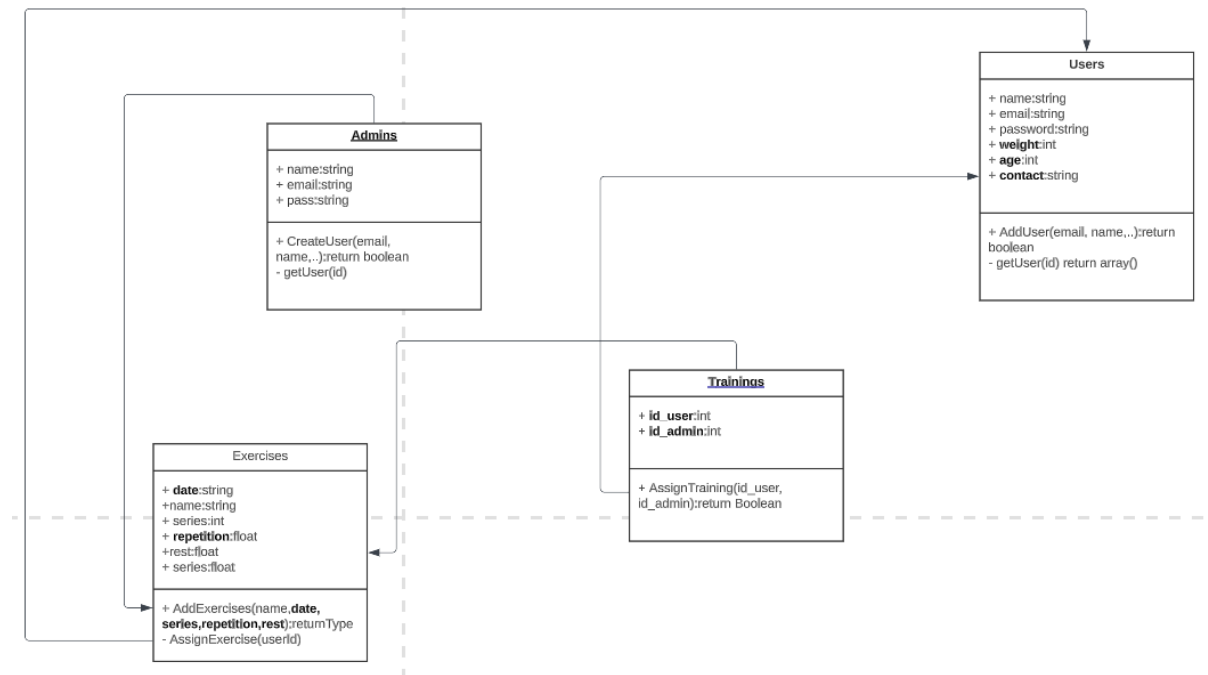 Users
+ name:string
+ email:string
+ password:string
+ weight:int
+ age:int
+ contact:string
+ AddUser(email, name,..):return
boolean
- getUser(id) return array()
Admins
+ name:string
+ email:string
+ pass:string
+ CreateUser(email,
name,..):return boolean
- getUser(id)
Trainings
+ id_user:int
+ id_admin:int
+ AssignTraining(id_user,
id_admin):return Boolean
Exercises
+ date:string
+name:string
+ series:int
+ repetition:float
+rest:float
+ series:float
+ AddExercises(name,date,
series,repetition,rest):returnType
- AssignExercise(userId)